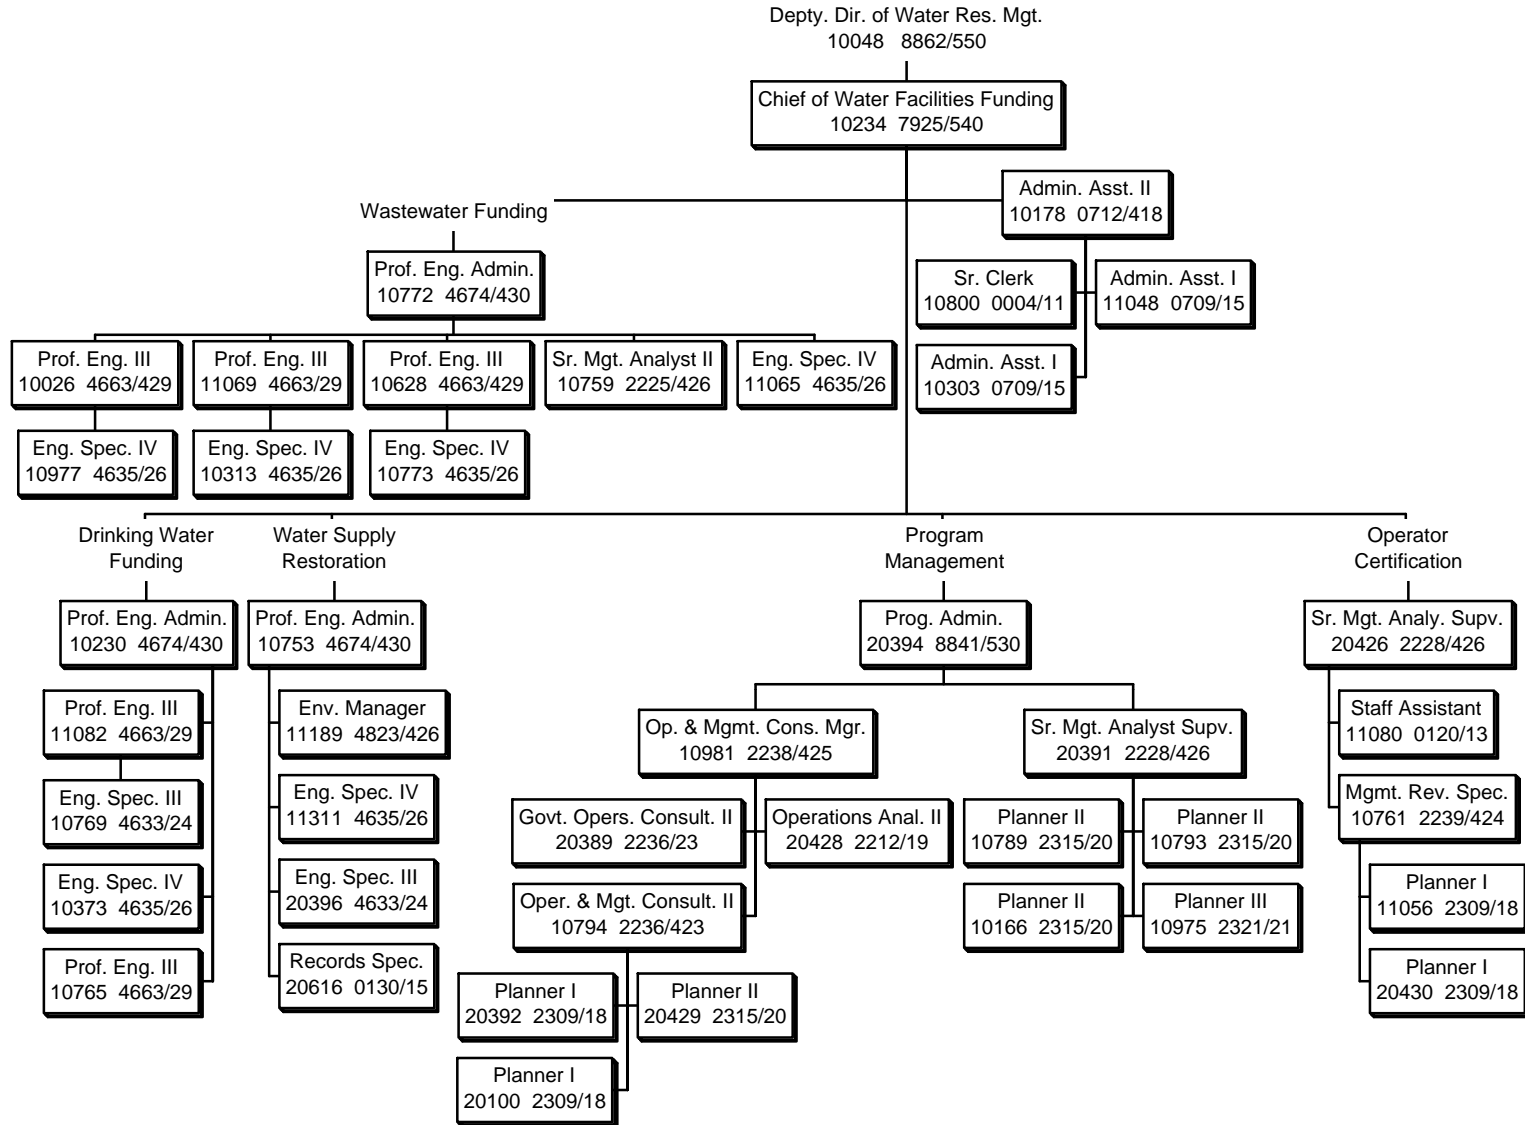 Depty. Dir. of Water Res. Mgt.
10048 8862/550
Chief of Water Facilities Funding
10234 7925/540
Admin. Asst. II
10178 0712/418
Sr. Clerk
10800 0004/11
Admin. Asst. I
11048 0709/15
Admin. Asst. I
10303 0709/15
Wastewater Funding
Prof. Eng. Admin.
10772 4674/430
Prof. Eng. III
10026 4663/429
Prof. Eng. III
11069 4663/29
Prof. Eng. III
10628 4663/429
Sr. Mgt. Analyst II
10759 2225/426
Eng. Spec. IV
11065 4635/26
Eng. Spec. IV
10977 4635/26
Eng. Spec. IV
10313 4635/26
Eng. Spec. IV
10773 4635/26
Drinking Water
Funding
Prof. Eng. Admin.
10230 4674/430
Prof. Eng. III
11082 4663/29
Eng. Spec. III
10769 4633/24
Eng. Spec. IV
10373 4635/26
Prof. Eng. III
10765 4663/29
Water Supply
Restoration
Prof. Eng. Admin.
10753 4674/430
Env. Manager
11189 4823/426
Eng. Spec. IV
11311 4635/26
Eng. Spec. III
20396 4633/24
Records Spec.
20616 0130/15
Program
Management
Prog. Admin.
20394 8841/530
Op. & Mgmt. Cons. Mgr.
10981 2238/425
Govt. Opers. Consult. II
20389 2236/23
Operations Anal. II
20428 2212/19
Oper. & Mgt. Consult. II
10794 2236/423
Planner I
20392 2309/18
Planner II
20429 2315/20
Planner I
20100 2309/18
Sr. Mgt. Analyst Supv.
20391 2228/426
Planner II
10789 2315/20
Planner II
10793 2315/20
Planner II
10166 2315/20
Planner III
10975 2321/21
Operator
Certification
Sr. Mgt. Analy. Supv.
20426 2228/426
Staff Assistant
11080 0120/13
Mgmt. Rev. Spec.
10761 2239/424
Planner I
11056 2309/18
Planner I
20430 2309/18